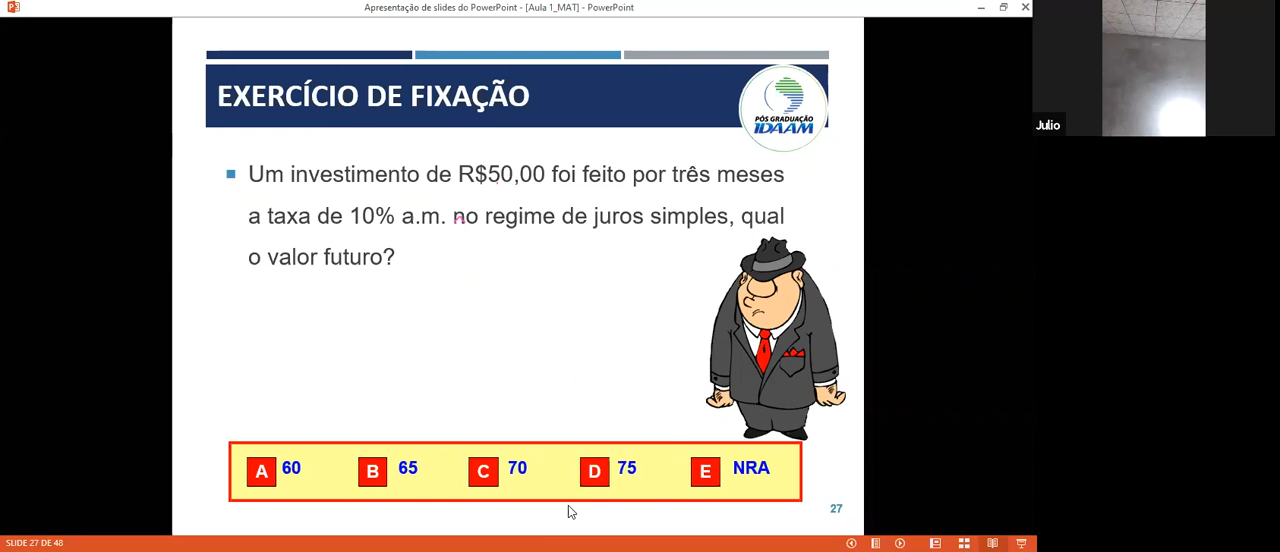 Apresentação de slides do PowerPoint - [Aula 1_MAT] - PowerPoint
EXERCÍCIO DE FIXAÇÃO
PÓS GRADUAÇÃO
IDAAM
Julio
Um investimento de R$50,00 foi feito por três meses
a taxa de 10% a.m. no regime de juros simples, qual
o valor futuro?
A 60 B 65 C 70 D 75 E NRA
27
SLIDE 27 DE 48